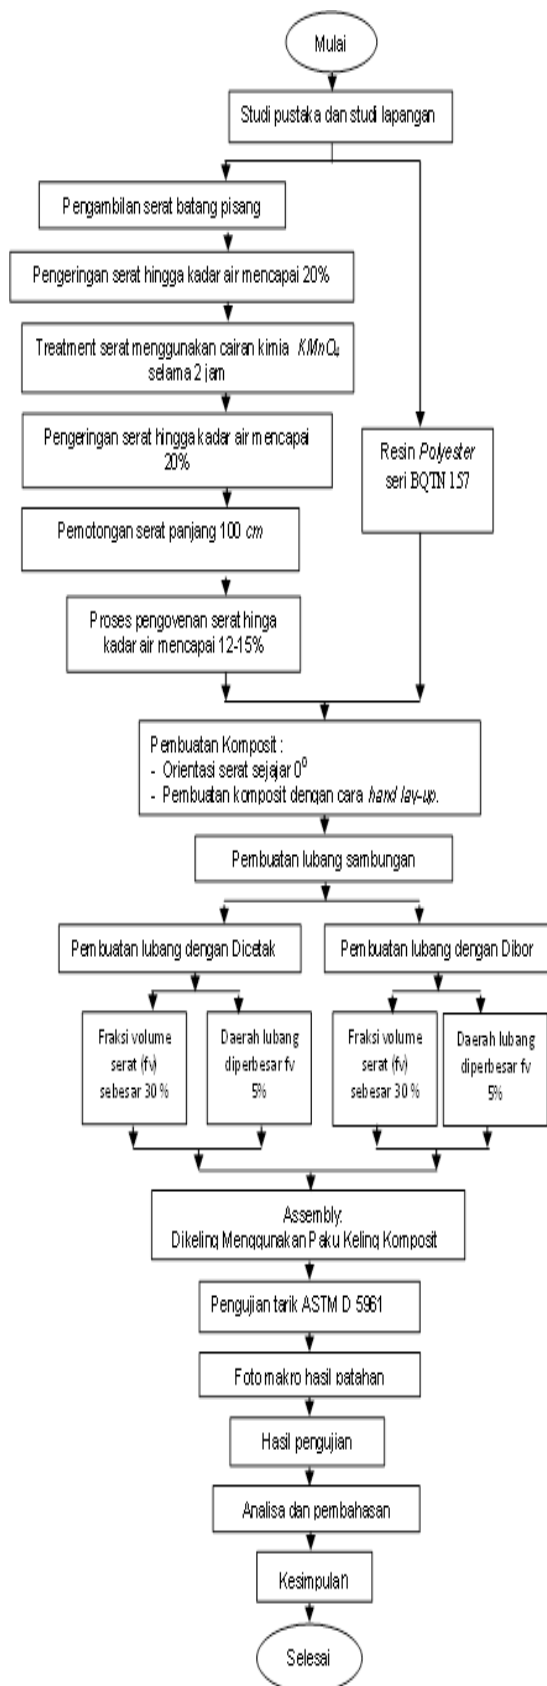 Mulai
Studi pustaka dan studi lapangan
Pengambilan serat batang pisang
Pengeringan serat hingga kadar air mencapai 20%
Treatment serat menggunakan cairan kimia KMnO₄
selama 2 jam
Pengeringan serat hingga kadar air mencapai
20%
Resin Polyester
seri BQTN 157
Pemotongan serat panjang 100 cm
Proses pengovenan serat hinga
kadar air mencapai 12-15%
Pembuatan Komposit :
- Orientasi serat sejajar 0⁰
- Pembuatan komposit dengan cara hand lay-up.
Pembuatan lubang sambungan
Pembuatan lubang dengan Dicetak
Pembuatan lubang dengan Dibor
Fraksi volume
serat (fv)
sebesar 30 %
Daerah lubang
diperbesar fv
5%
Fraksi volume
serat (fv)
sebesar 30 %
Daerah lubang
diperbesar fv
5%
Assembly:
Dikeling Menggunakan Paku Keling Komposit
Pengujian tarik ASTM D 5961
Foto makro hasil patahan
Hasil pengujian
Analisa dan pembahasan
Kesimpulan
Selesai